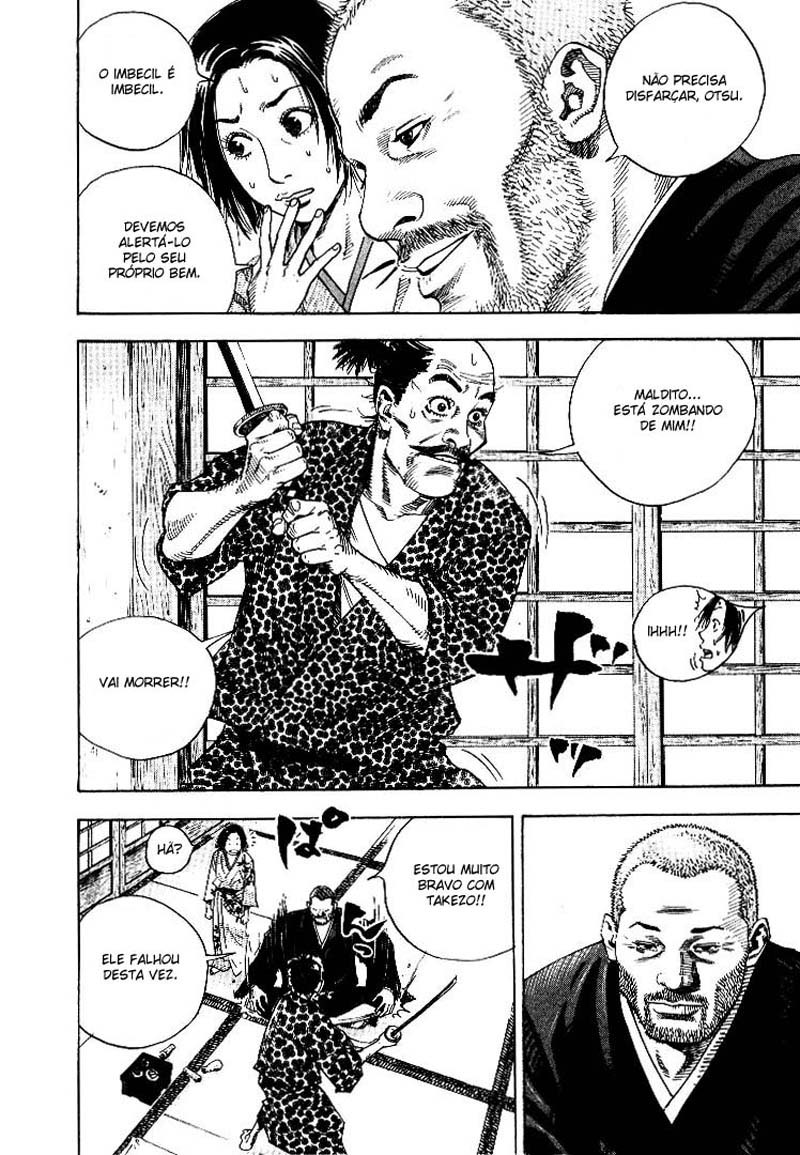 NÃO PRECISA
DISFARÇAR, OTSU.
O IMBECIL É
IMBECIL.
DEVEMOS
ALERTÁ-LO
PELO SEU
PRÓPRIO BEM.
MALDITO...
ESTÁ ZOMBANDO
DE MIM!!
IHHH!!
VAI MORRER!!
ESTOU MUITO
BRAVO COM
TAKEZO!!
HÃ?
ELE FALHOU
DESTA VEZ.